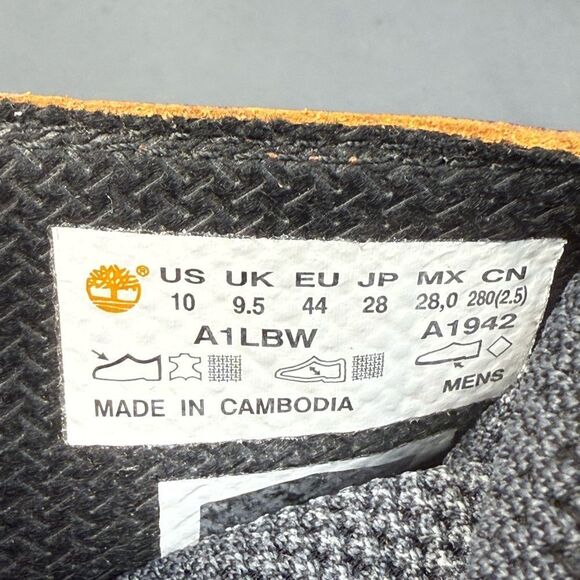 ® US UK EU JP MX CN
10 9.5 44 28 28,0 280(2.5)
A1LBW A1942
MENS
MADE IN CAMBODIA